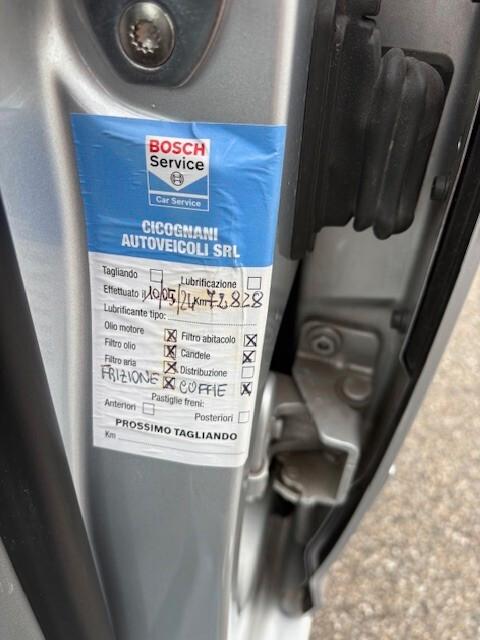 BOSCH
Service
Car Service
CICOGNANI
AUTOVEICOLI SRL
Tagliando Lubrificazione
Effettuato il 10/05/24 Km 72828
Lubrificante tipo:
Olio motore Filtro abitacolo
Filtro olio Candele
Filtro aria Distribuzione
FRIZIONE CUFFIE
Pastiglie freni:
Anteriori Posteriori
PROSSIMO TAGLIANDO
Km